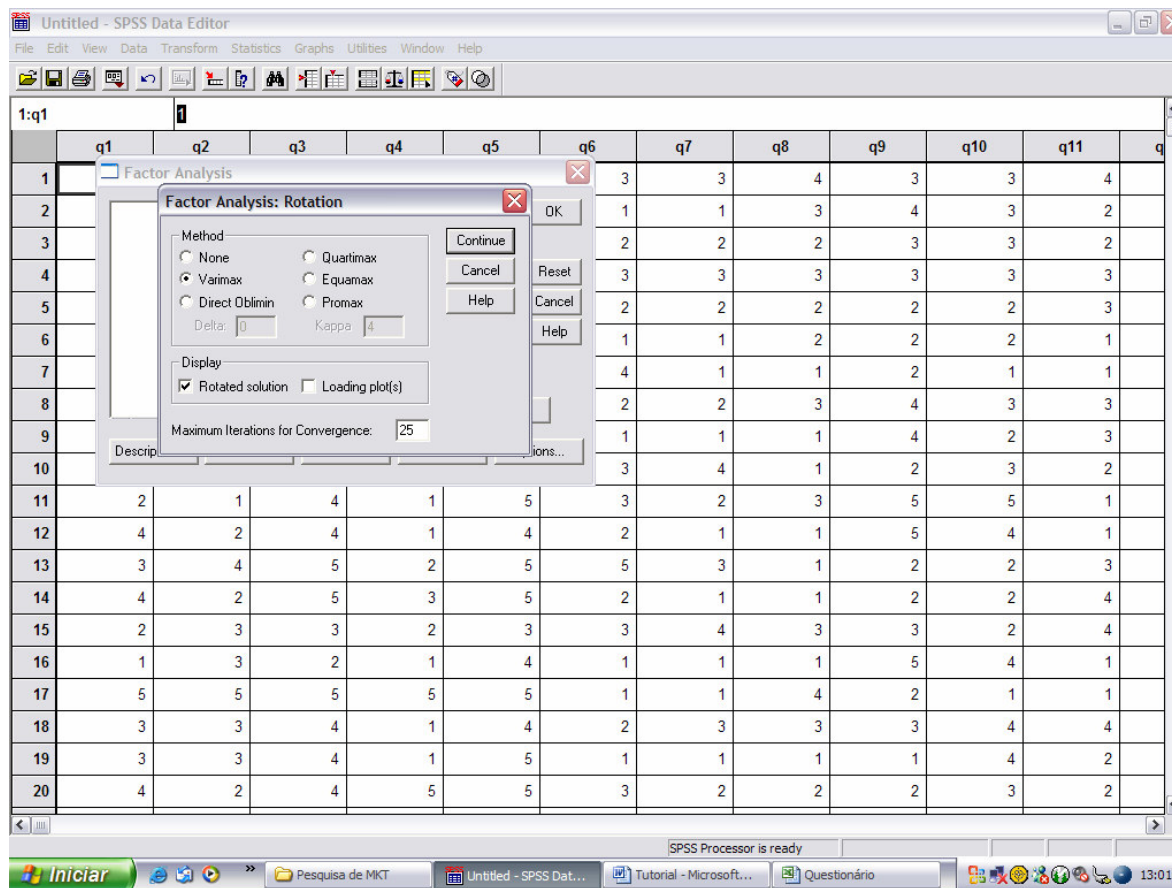 Untitled - SPSS Data Editor
File Edit View Data Transform Statistics Graphs Utilities Window Help
1:q1 1
q1 q2 q3 q4 q5 q6 q7 q8 q9 q10 q11 q
Factor Analysis
Factor Analysis: Rotation
Method
None Quartimax
Varimax Equamax
Direct Oblimin Promax
Delta: 0 Kappa 4
Display
Rotated solution Loading plot(s)
Maximum Iterations for Convergence: 25
Continue
Cancel
Help
OK
Reset
Cancel
Help
Descrip ions...
1 3 3 4 3 3 4
2 1 1 3 4 3 2
3 2 2 2 3 3 2
4 3 3 3 3 3 3
5 2 2 2 2 2 3
6 1 1 2 2 2 1
7 4 1 1 2 1 1
8 2 2 3 4 3 3
9 1 1 1 4 2 3
10 3 4 1 2 3 2
11 2 1 4 1 5 3 2 3 5 5 1
12 4 2 4 1 4 2 1 1 5 4 1
13 3 4 5 2 5 5 3 1 2 2 3
14 4 2 5 3 5 2 1 1 2 2 4
15 2 3 3 2 3 3 4 3 3 2 4
16 1 3 2 1 4 1 1 1 5 4 1
17 5 5 5 5 5 1 1 4 2 1 1
18 3 3 4 1 4 2 3 3 3 4 4
19 3 3 4 1 5 1 1 1 1 4 2
20 4 2 4 5 5 3 2 2 2 3 2
SPSS Processor is ready
Iniciar » Pesquisa de MKT Untitled - SPSS Dat... Tutorial - Microsoft... Questionário